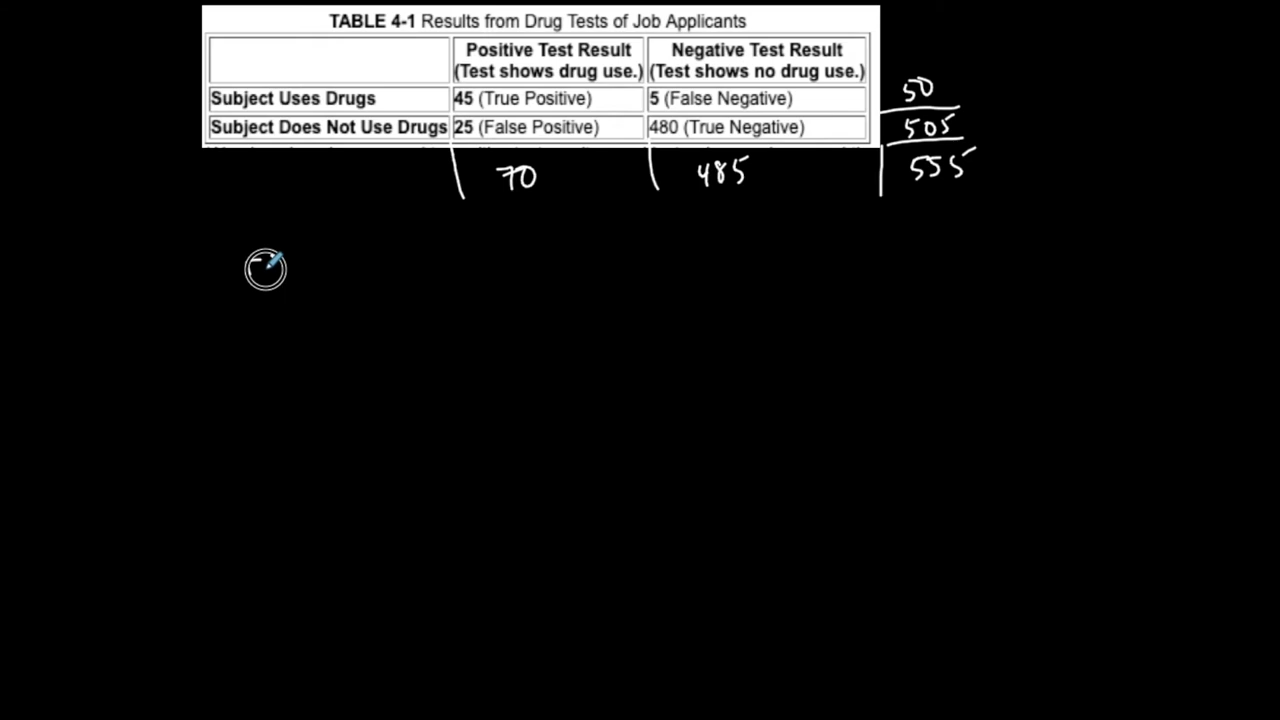 TABLE 4-1 Results from Drug Tests of Job Applicants
Positive Test Result Negative Test Result
(Test shows drug use.) (Test shows no drug use.)
50
Subject Uses Drugs 45 (True Positive) 5 (False Negative)
Subject Does Not Use Drugs 25 (False Positive) 480 (True Negative) 505
70 485 555